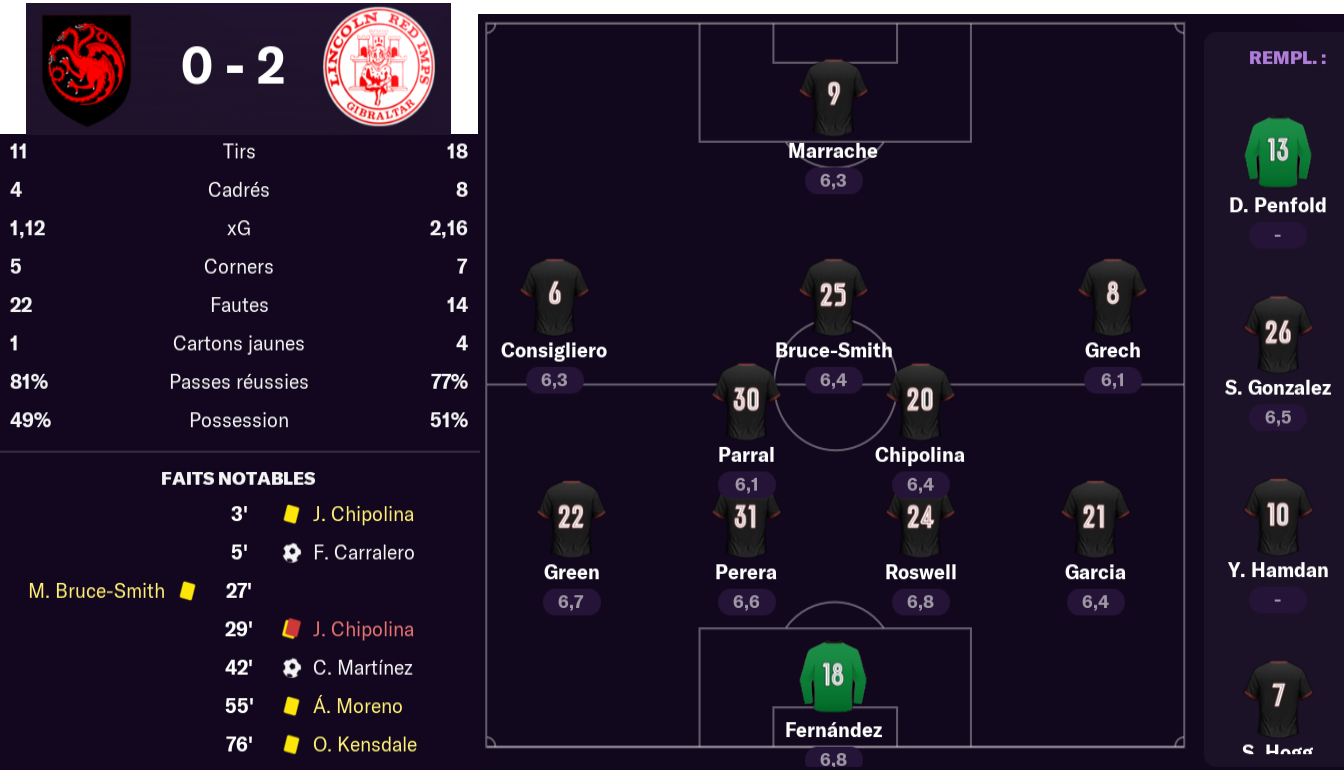 0 - 2
LINCOLN RED IMPS
GIBRALTAR
11 Tirs 18
4 Cadrés 8
1,12 xG 2,16
5 Corners 7
22 Fautes 14
1 Cartons jaunes 4
81% Passes réussies 77%
49% Possession 51%
FAITS NOTABLES
3' J. Chipolina
5' F. Carralero
M. Bruce-Smith 27'
29' J. Chipolina
42' C. Martínez
55' Á. Moreno
76' O. Kensdale
9
Marrache
6,3
6 25 8
Consigliero Bruce-Smith Grech
6,3 6,4 6,1
30 20
Parral Chipolina
6,1 6,4
22 31 24 21
Green Perera Roswell Garcia
6,7 6,6 6,8 6,4
18
Fernández
6,8
REMPL. :
13
D. Penfold
-
26
S. Gonzalez
6,5
10
Y. Hamdan
-
7
S. Hogg